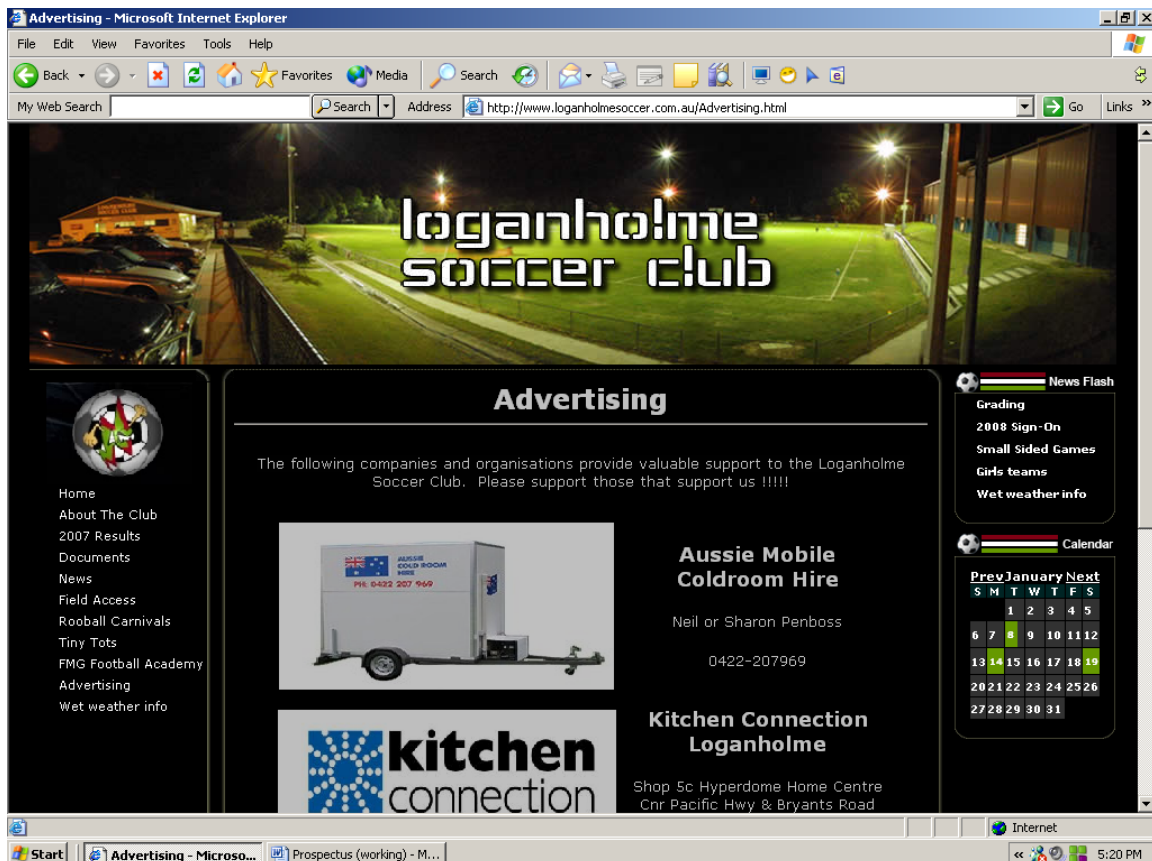 Advertising - Microsoft Internet Explorer
File Edit View Favorites Tools Help
Back Favorites Media Search
My Web Search Search Address http://www.loganholmesoccer.com.au/Advertising.html Go Links »
loganholme
soccer club
Home
About The Club
2007 Results
Documents
News
Field Access
Rooball Carnivals
Tiny Tots
FMG Football Academy
Advertising
Wet weather info
Advertising
The following companies and organisations provide valuable support to the Loganholme
Soccer Club. Please support those that support us !!!!!
AUSSIE
COLD ROOM
HIRE
PH: 0422 207 969
Aussie Mobile
Coldroom Hire
Neil or Sharon Penboss
0422-207969
kitchen
connection
Kitchen Connection
Loganholme
Shop 5c Hyperdome Home Centre
Cnr Pacific Hwy & Bryants Road
News Flash
Grading
2008 Sign-On
Small Sided Games
Girls teams
Wet weather info
Calendar
Prev January Next
S M T W T F S
1 2 3 4 5
6 7 8 9 10 11 12
13 14 15 16 17 18 19
20 21 22 23 24 25 26
27 28 29 30 31
Internet
Start Advertising - Microso... Prospectus (working) - M... « 5:20 PM